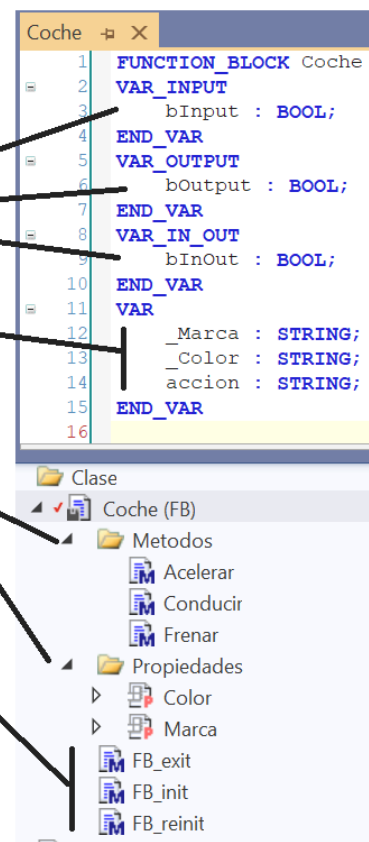 Coche
1 FUNCTION_BLOCK Coche
2 VAR_INPUT
3 bInput : BOOL;
4 END_VAR
5 VAR_OUTPUT
6 bOutput : BOOL;
7 END_VAR
8 VAR_IN_OUT
9 bInOut : BOOL;
10 END_VAR
11 VAR
12 _Marca : STRING;
13 _Color : STRING;
14 accion : STRING;
15 END_VAR
16
Clase
Coche (FB)
Metodos
M Acelerar
M Conducir
M Frenar
Propiedades
P Color
P Marca
M FB_exit
M FB_init
M FB_reinit